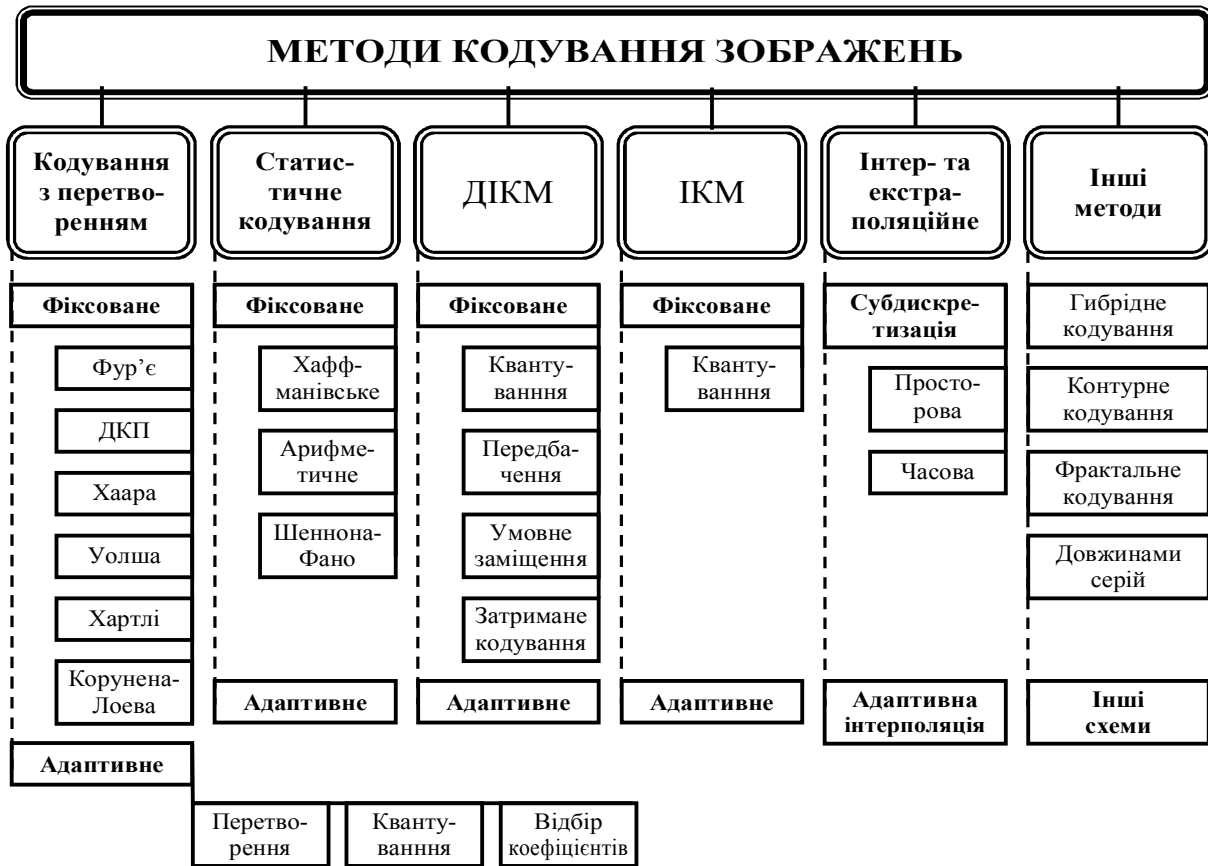 МЕТОДИ КОДУВАННЯ ЗОБРАЖЕНЬ
Кодування
з перетво-
ренням
Статис-
тичне
кодування
ДІКМ
ІКМ
Інтер- та
екстра-
поляційне
Інші
методи
Фіксоване
Фур’є
ДКП
Хаара
Уолша
Хартлі
Корунена-
Лоева
Адаптивне
Перетво-
рення
Кванту-
ванння
Відбір
коефіцієнтів
Фіксоване
Хафф-
манівське
Арифме-
тичне
Шеннона-
Фано
Адаптивне
Фіксоване
Кванту-
ванння
Передба-
чення
Умовне
заміщення
Затримане
кодування
Адаптивне
Фіксоване
Кванту-
ванння
Адаптивне
Субдискре-
тизація
Просто-
рова
Часова
Адаптивна
інтерполяція
Гибрідне
кодування
Контурне
кодування
Фрактальне
кодування
Довжинами
серій
Інші
схеми